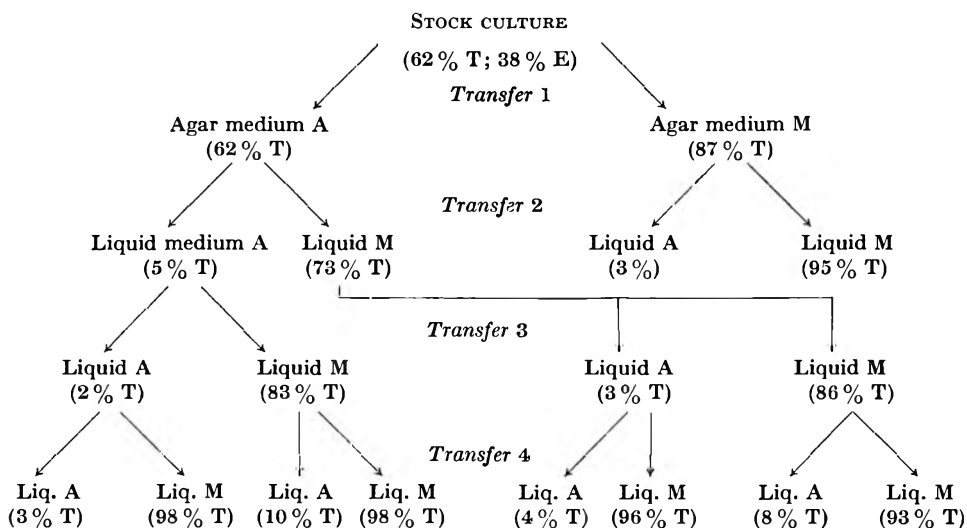 STOCK CULTURE
(62% T; 38% E)
Transfer 1
Agar medium A Agar medium M
(62% T) (87% T)
Transfer 2
Liquid medium A Liquid M Liquid A Liquid M
(5% T) (73% T) (3%) (95% T)
Transfer 3
Liquid A Liquid M Liquid A Liquid M
(2% T) (83% T) (3% T) (86% T)
Transfer 4
Liq. A Liq. M Liq. A Liq. M Liq. A Liq. M Liq. A Liq. M
(3% T) (98% T) (10% T) (98% T) (4% T) (96% T) (8% T) (93% T)